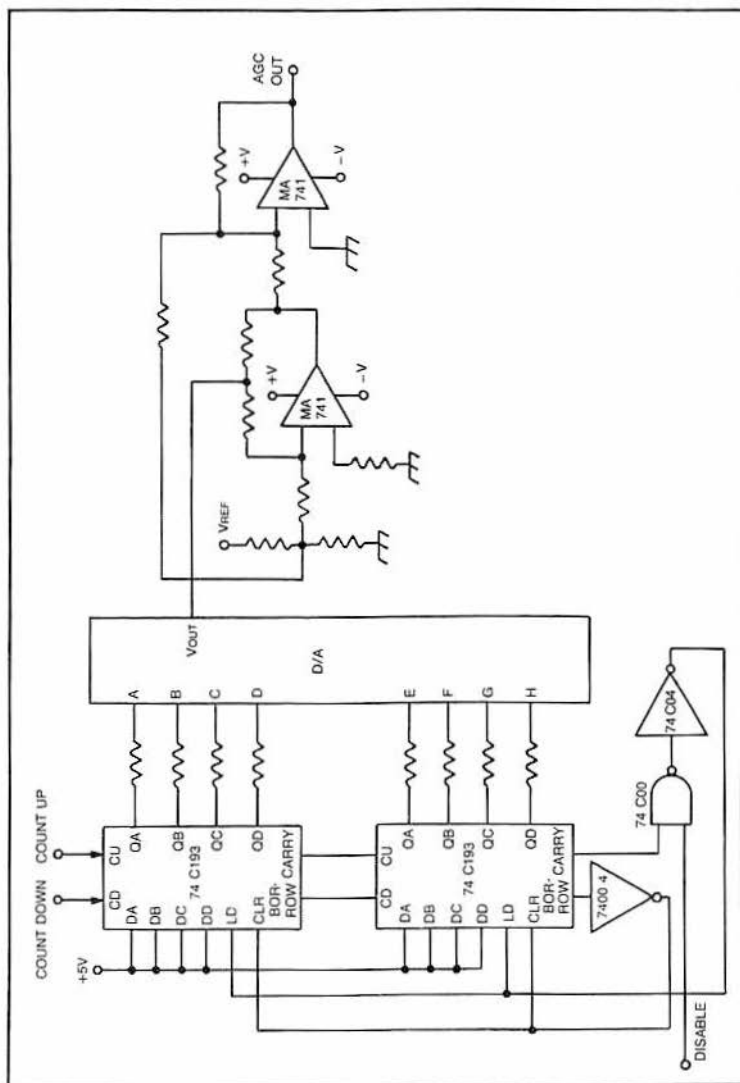 COUNT DOWN
COUNT UP
+5V
CD
CU
DA
DB
DC
DD
LD
CLR
QA
QB
QC
QD
74 C193
BOR-
ROW
CARRY
A
B
C
D
E
F
G
H
D/A
VOUT
CD
CU
DA
DB
DC
DD
LD
CLR
QA
QB
QC
QD
74 C193
BOR-
ROW
CARRY
7400 4
74 C00
74 C04
DISABLE
VREF
+V
MA
741
-V
+V
MA
741
-V
AGC
OUT